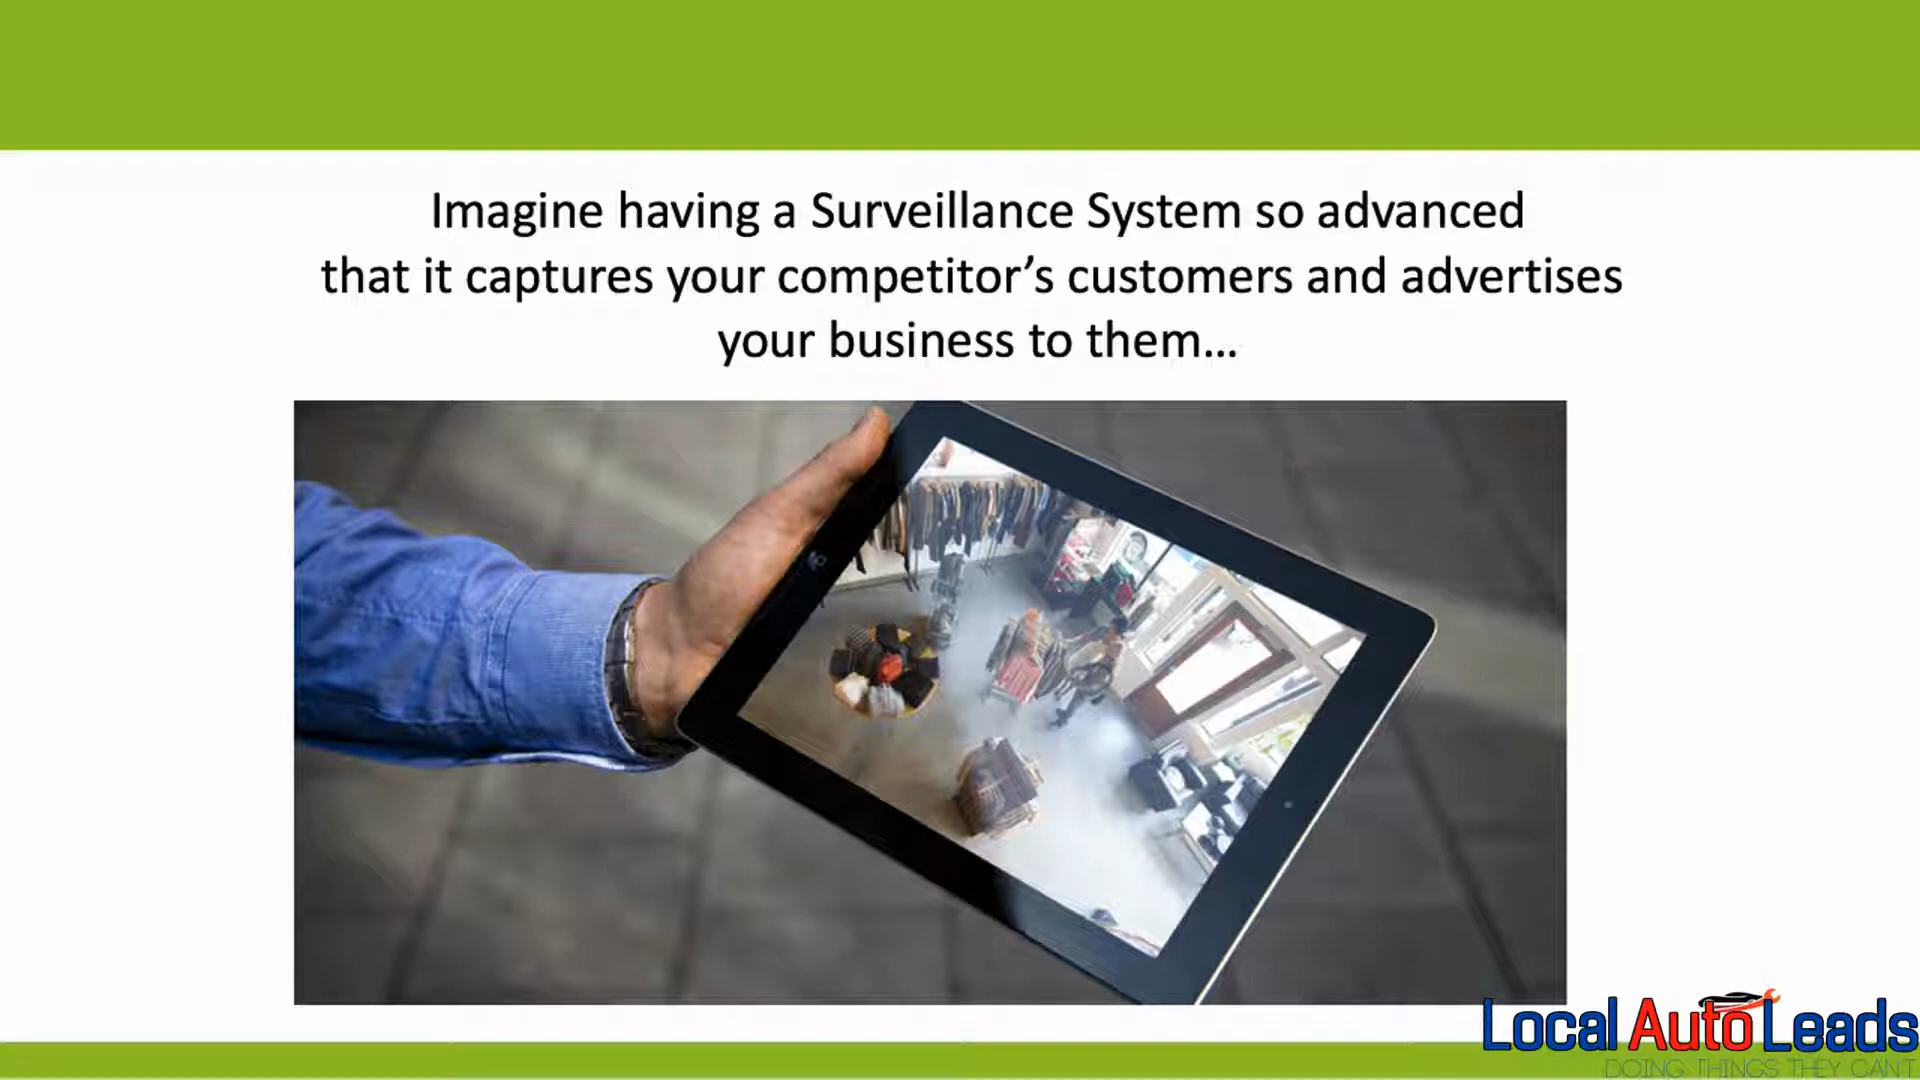 Imagine having a Surveillance System so advanced
that it captures your competitor’s customers and advertises
your business to them...
Local Auto Leads
DOING THINGS THEY CAN'T